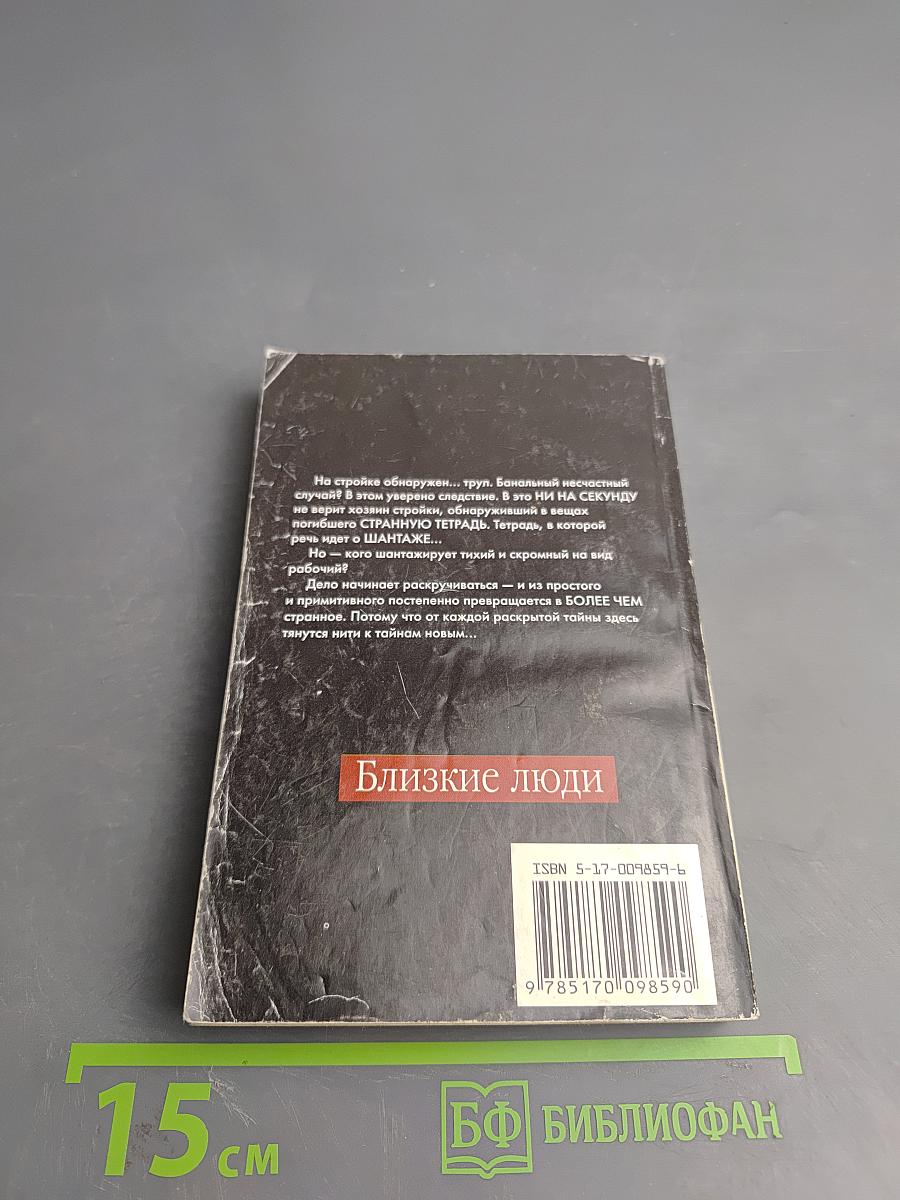 На стройке обнаружен... труп. Банальный несчастный
случай? В этом уверено следствие. В это НИ НА СЕКУНДУ
не верит хозяин стройки, обнаруживший в вещах
погибшего СТРАННУЮ ТЕТРАДЬ. Тетрадь, в которой
речь идет о ШАНТАЖЕ...
Но — кого шантажирует тихий и скромный на вид
рабочий?
Дело начинает раскручиваться — и из простого
и примитивного постепенно превращается в БОЛЕЕ ЧЕМ
странное. Потому что от каждой раскрытой тайны здесь
тянутся нити к тайнам новым...
Близкие люди
ISBN 5-17-009859-6
9 785170 098590
15 см
БФ БИБЛИОФАН